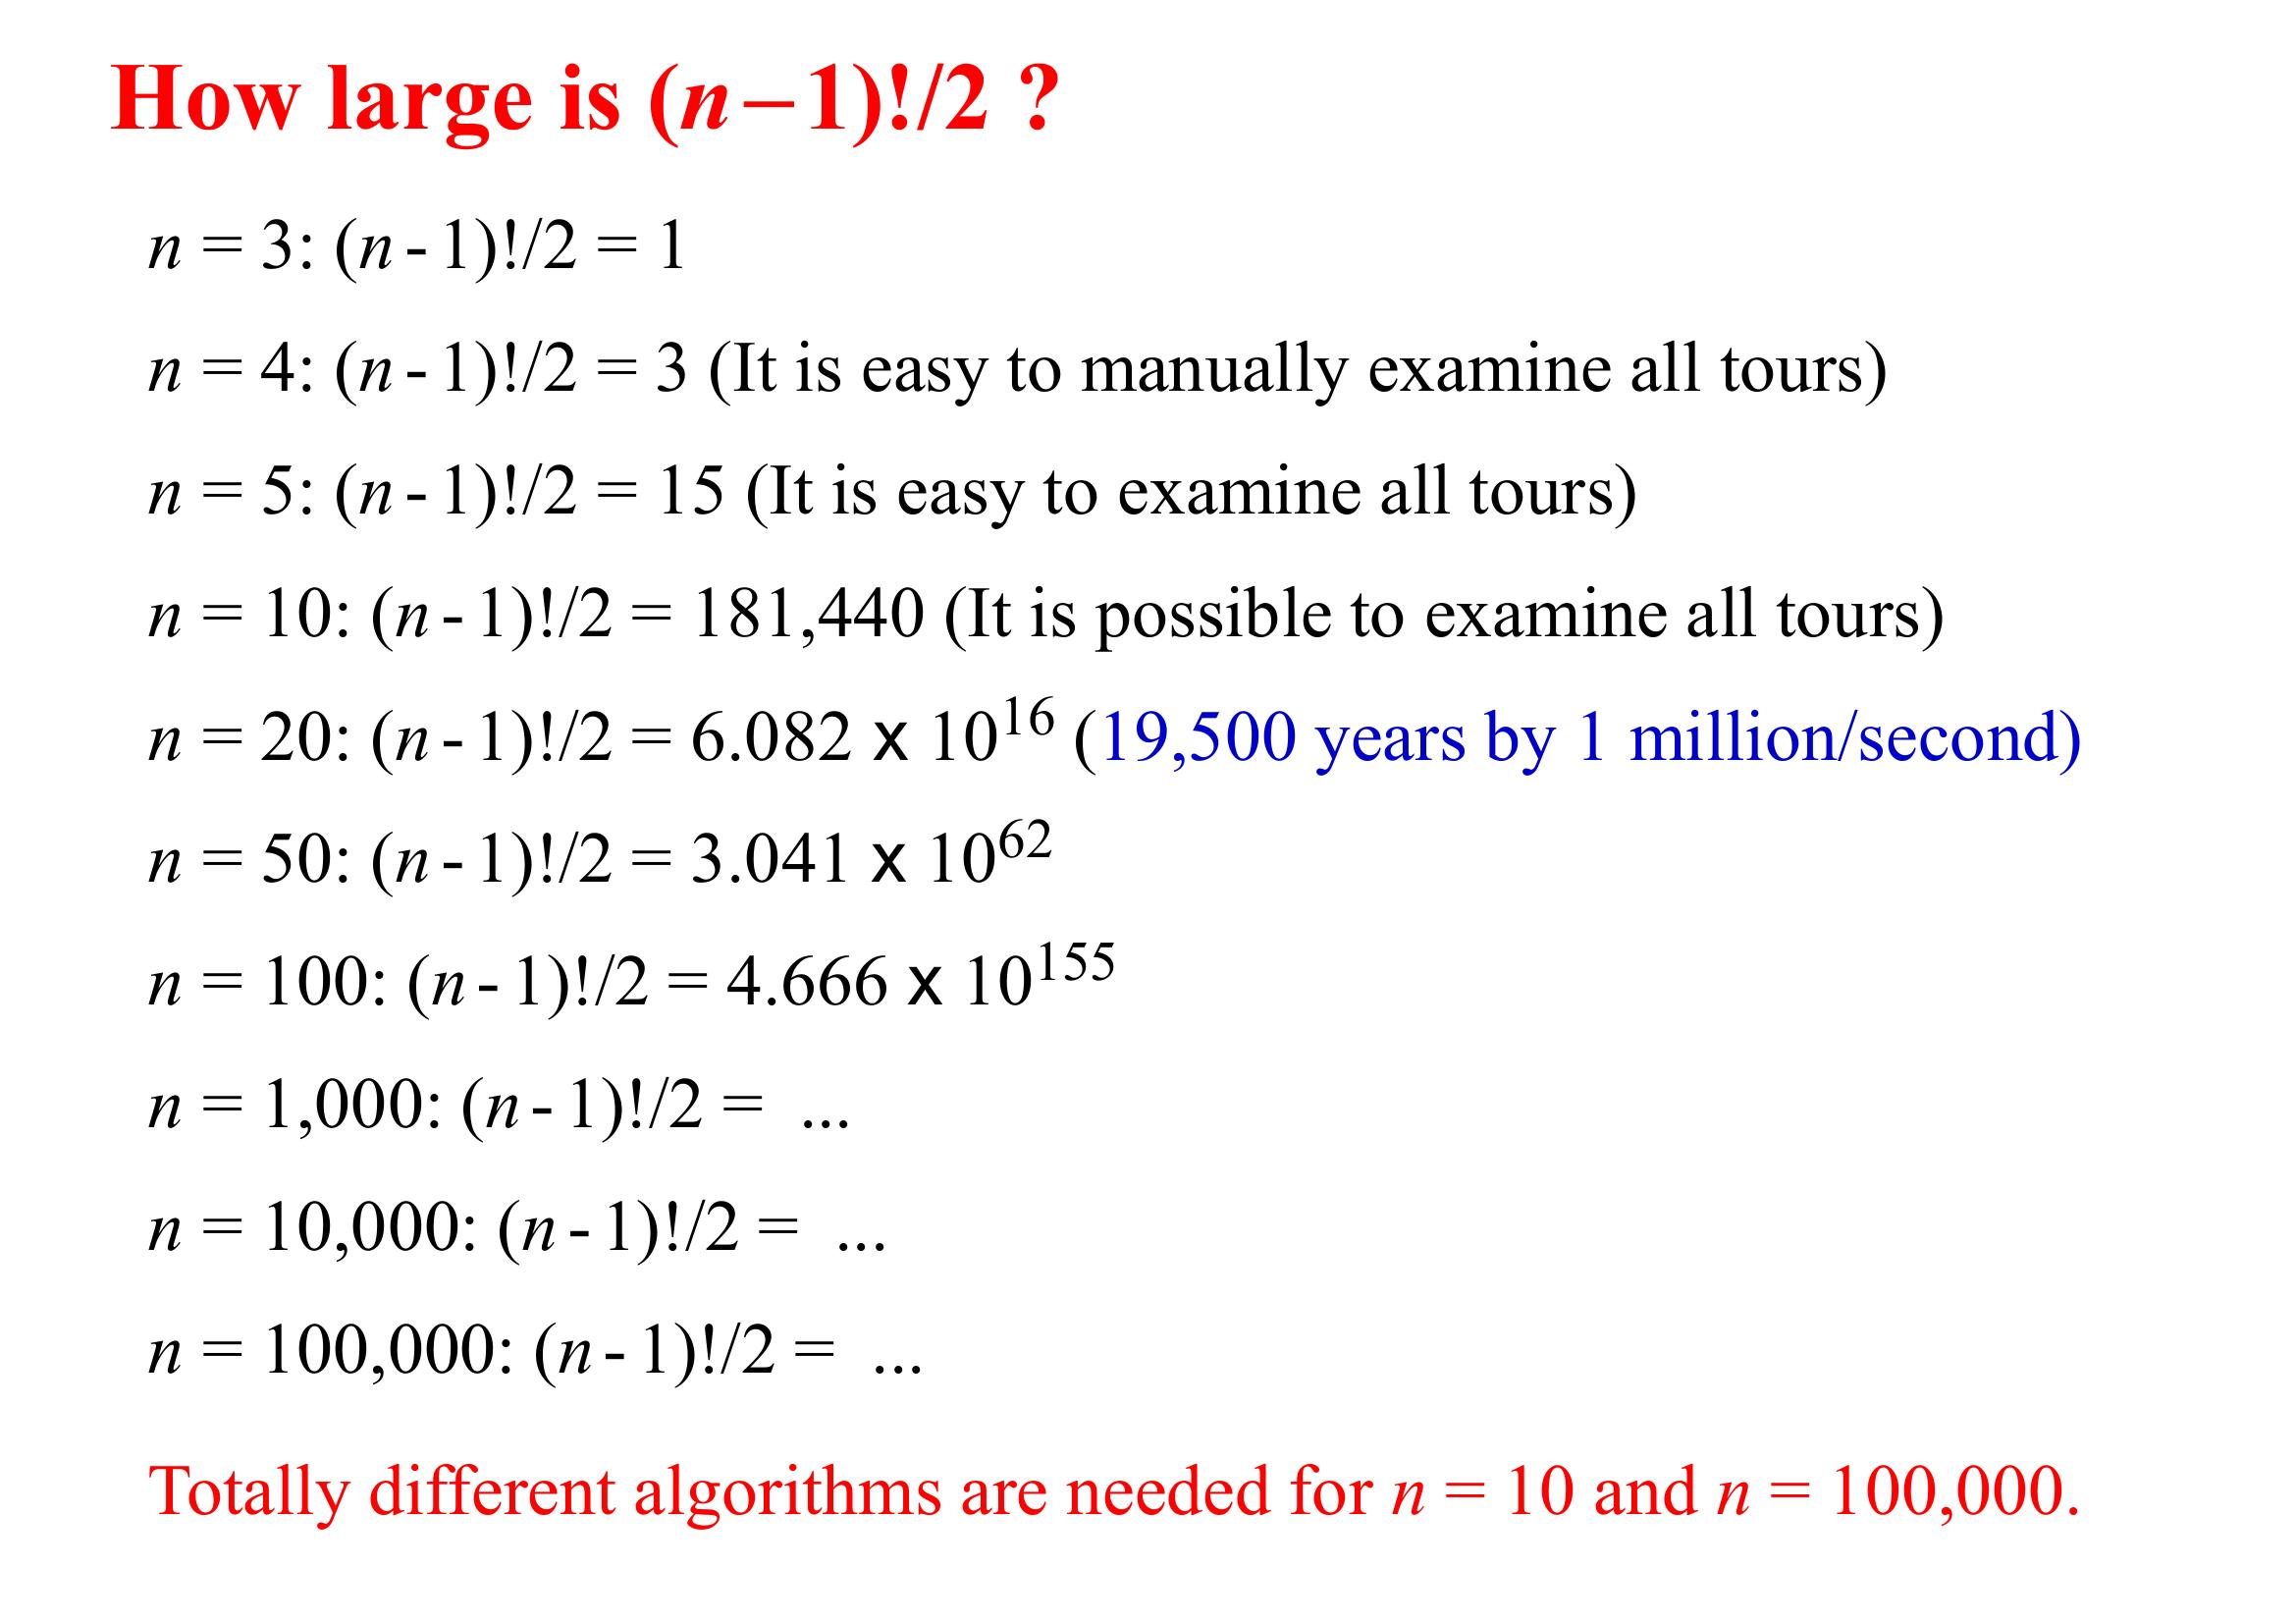 How large is (n–1)!/2 ?
n = 3: (n - 1)!/2 = 1
n = 4: (n - 1)!/2 = 3 (It is easy to manually examine all tours)
n = 5: (n - 1)!/2 = 15 (It is easy to examine all tours)
n = 10: (n - 1)!/2 = 181,440 (It is possible to examine all tours)
n = 20: (n - 1)!/2 = 6.082 x 10^16 (19,500 years by 1 million/second)
n = 50: (n - 1)!/2 = 3.041 x 10^62
n = 100: (n - 1)!/2 = 4.666 x 10^155
n = 1,000: (n - 1)!/2 = ...
n = 10,000: (n - 1)!/2 = ...
n = 100,000: (n - 1)!/2 = ...
Totally different algorithms are needed for n = 10 and n = 100,000.